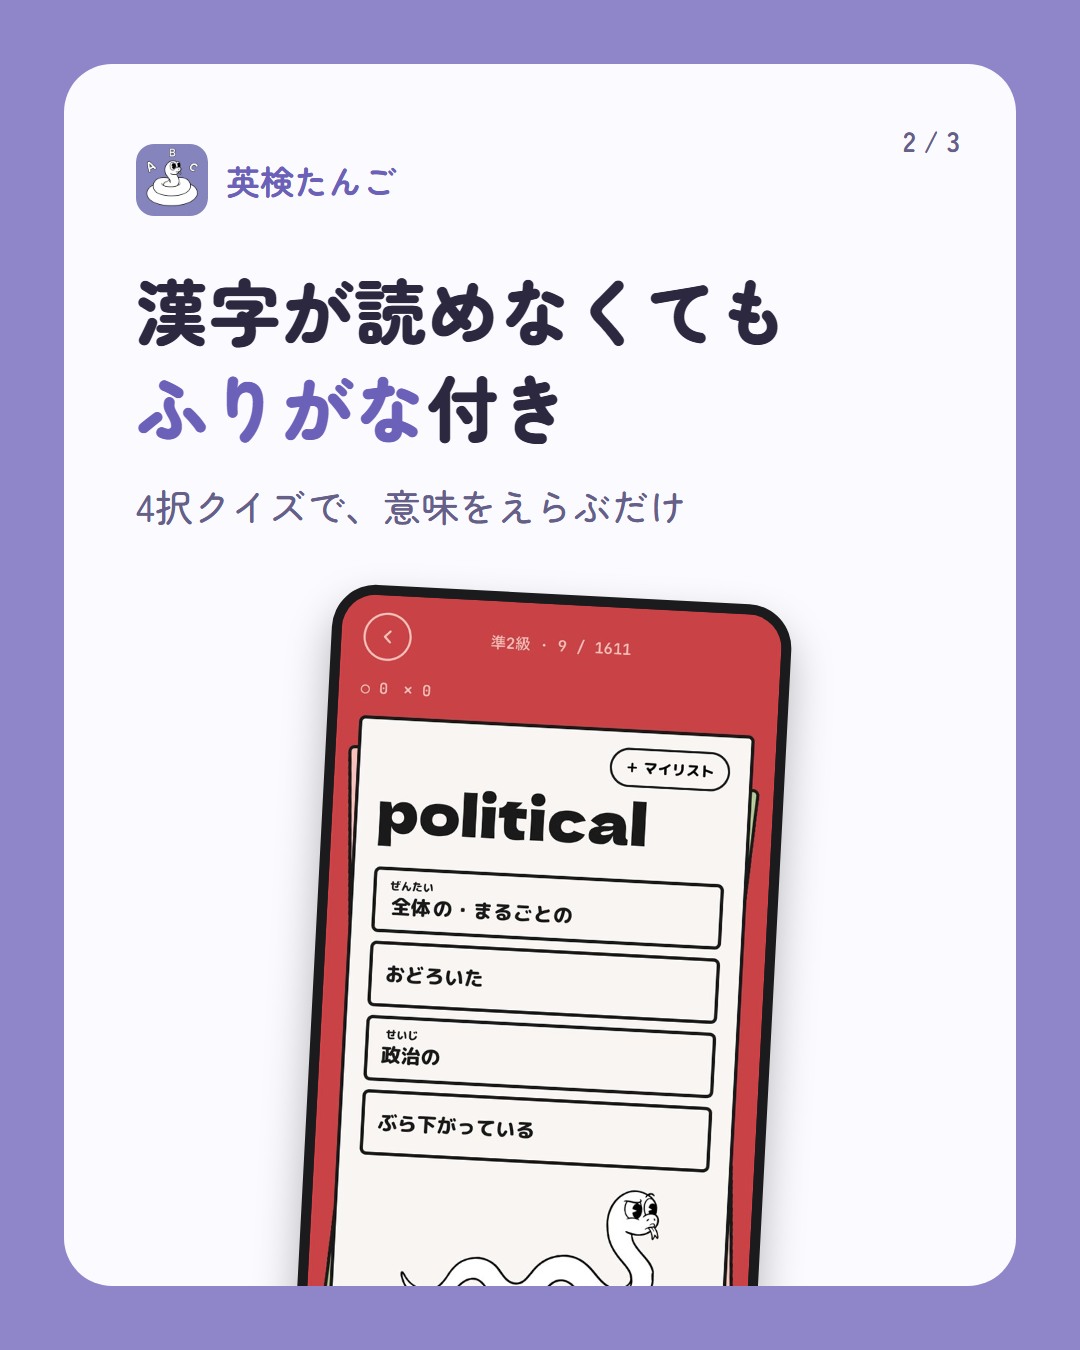 2 / 3
A B C
英検たんご
漢字が読めなくても
ふりがな付き
4択クイズで、意味をえらぶだけ
準2級 · 9 / 1611
○ 0 × 0
+ マイリスト
political
ぜんたい
全体の・まるごとの
おどろいた
せいじ
政治の
ぶら下がっている